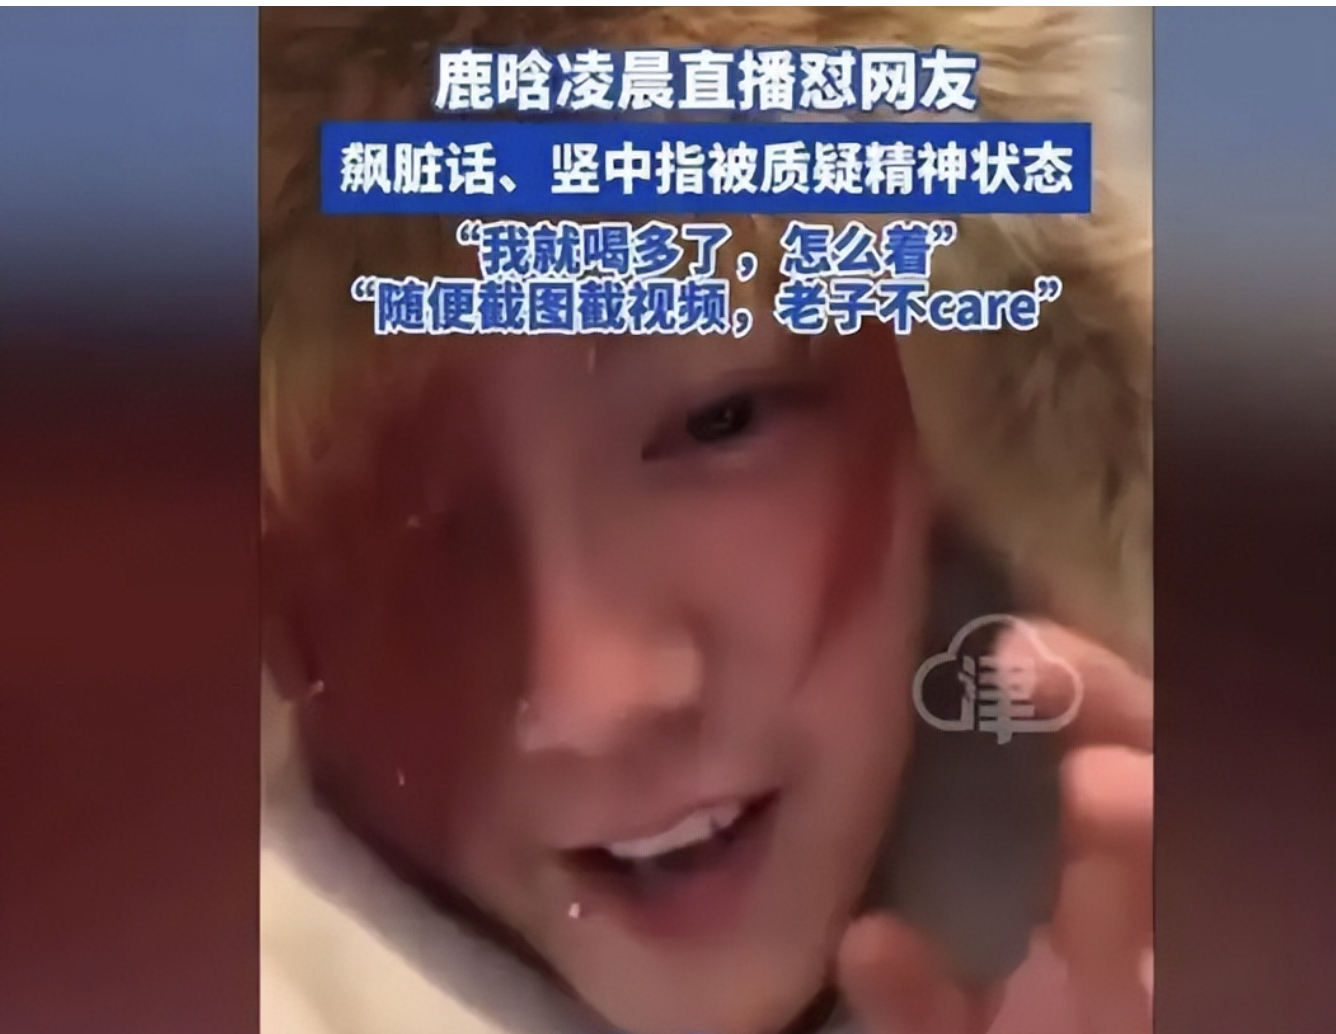 鹿晗凌晨直播怼网友
飙脏话、竖中指被质疑精神状态
“我就喝多了，怎么着”
“随便截图截视频，老子不care”
津